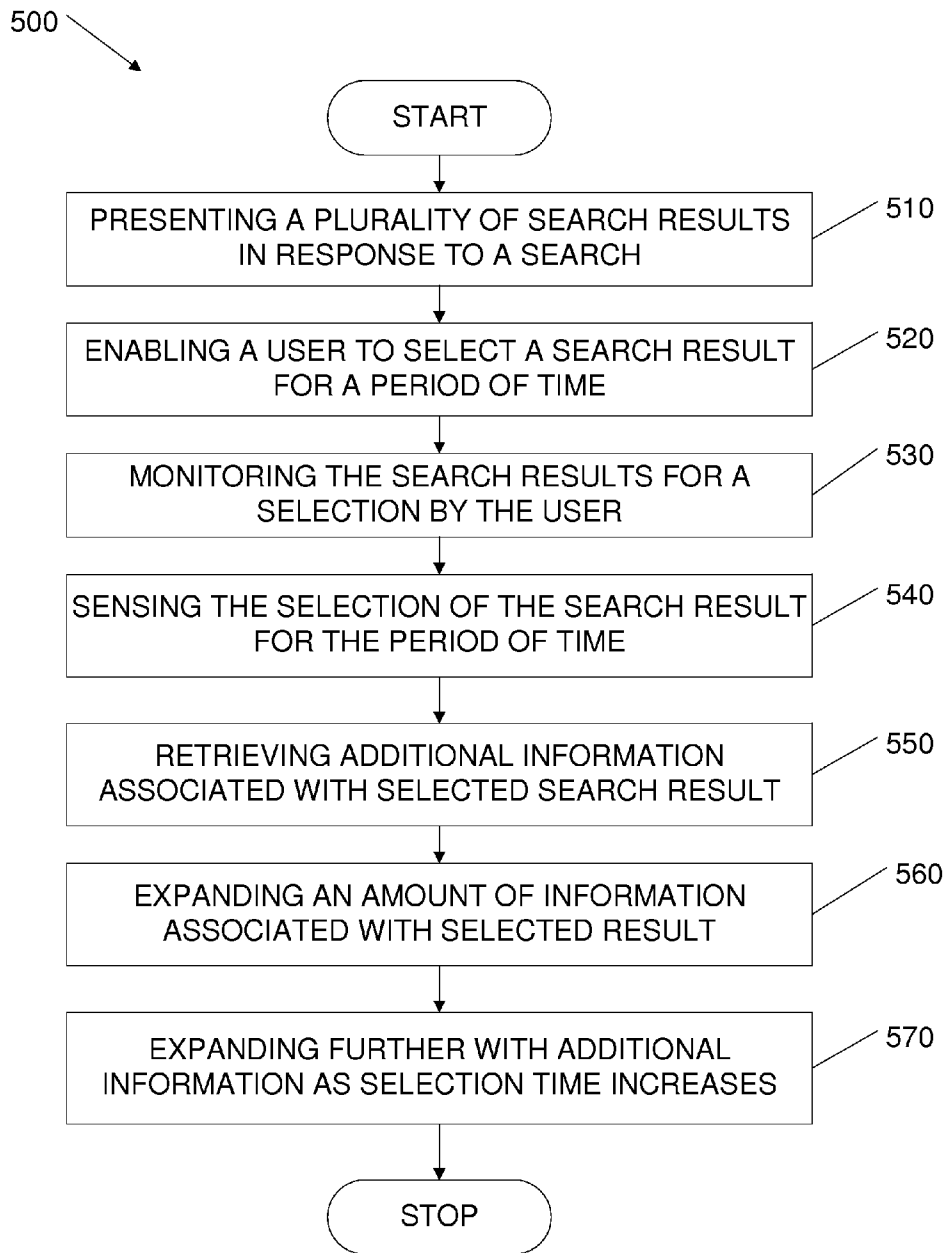 500
START
PRESENTING A PLURALITY OF SEARCH RESULTS
IN RESPONSE TO A SEARCH
510
ENABLING A USER TO SELECT A SEARCH RESULT
FOR A PERIOD OF TIME
520
MONITORING THE SEARCH RESULTS FOR A
SELECTION BY THE USER
530
SENSING THE SELECTION OF THE SEARCH RESULT
FOR THE PERIOD OF TIME
540
RETRIEVING ADDITIONAL INFORMATION
ASSOCIATED WITH SELECTED SEARCH RESULT
550
EXPANDING AN AMOUNT OF INFORMATION
ASSOCIATED WITH SELECTED RESULT
560
EXPANDING FURTHER WITH ADDITIONAL
INFORMATION AS SELECTION TIME INCREASES
570
STOP